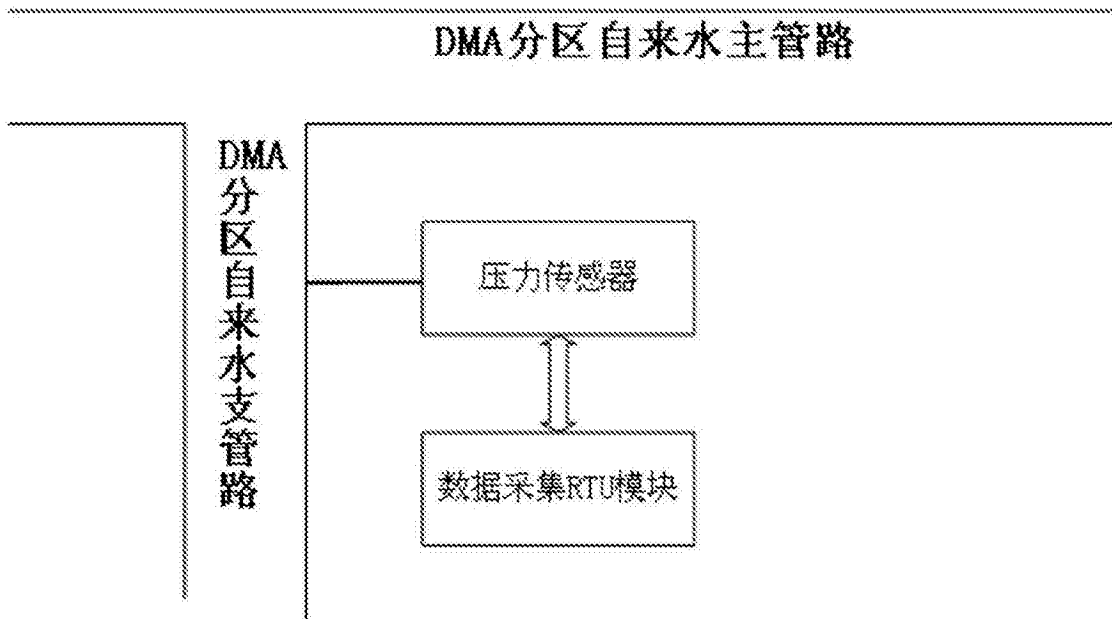 DMA分区自来水主管路
DMA
分
区
自
来
水
支
管
路
压力传感器
数据采集RTU模块